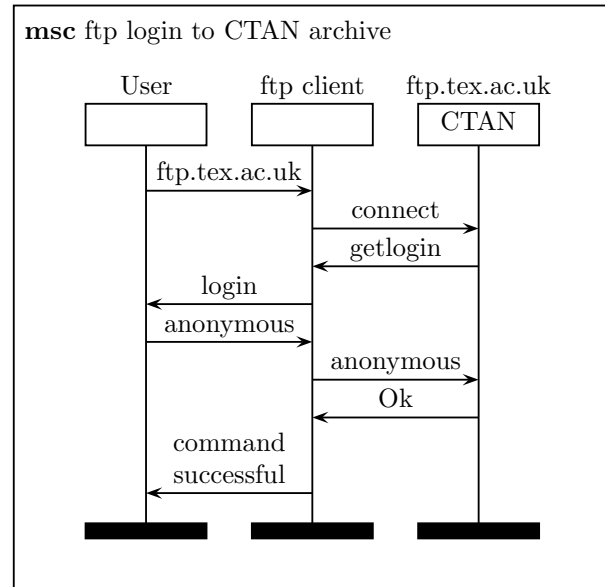 msc ftp login to CTAN archive
User
ftp client
ftp.tex.ac.uk
CTAN
ftp.tex.ac.uk
connect
getlogin
login
anonymous
anonymous
Ok
command
successful